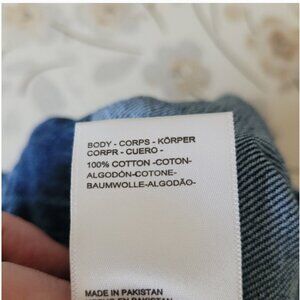 BODY - CORPS - KÖRPER
CORPR - CUERO -
100% COTTON -COTON-
ALGODÓN-COTONE-
BAUMWOLLE-ALGODÃO-
MADE IN PAKISTAN